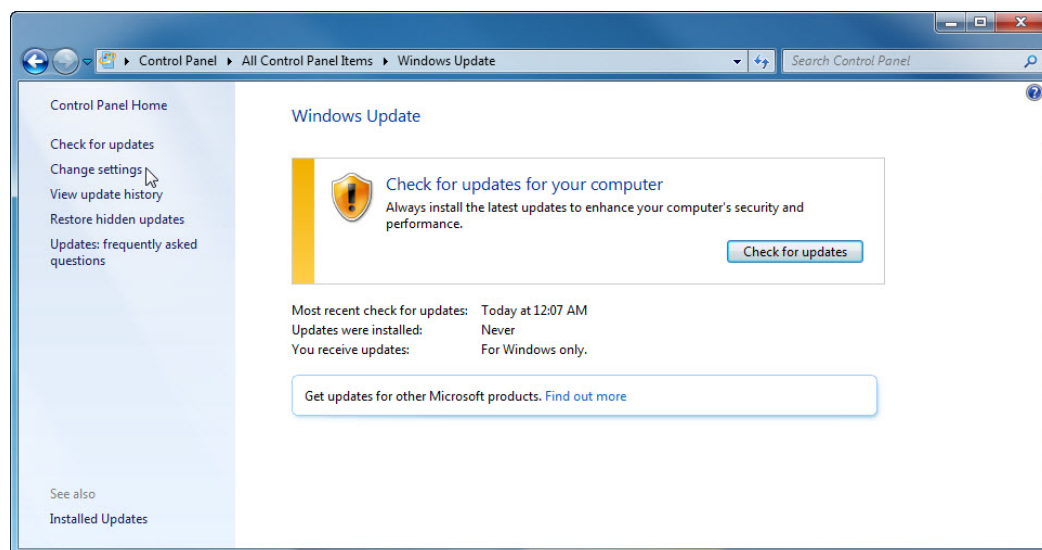 Control Panel
All Control Panel Items
Windows Update
Search Control Panel
Control Panel Home
Check for updates
Change settings
View update history
Restore hidden updates
Updates: frequently asked
questions
See also
Installed Updates
Windows Update
Check for updates for your computer
Always install the latest updates to enhance your computer's security and
performance.
Check for updates
Most recent check for updates: Today at 12:07 AM
Updates were installed: Never
You receive updates: For Windows only.
Get updates for other Microsoft products. Find out more